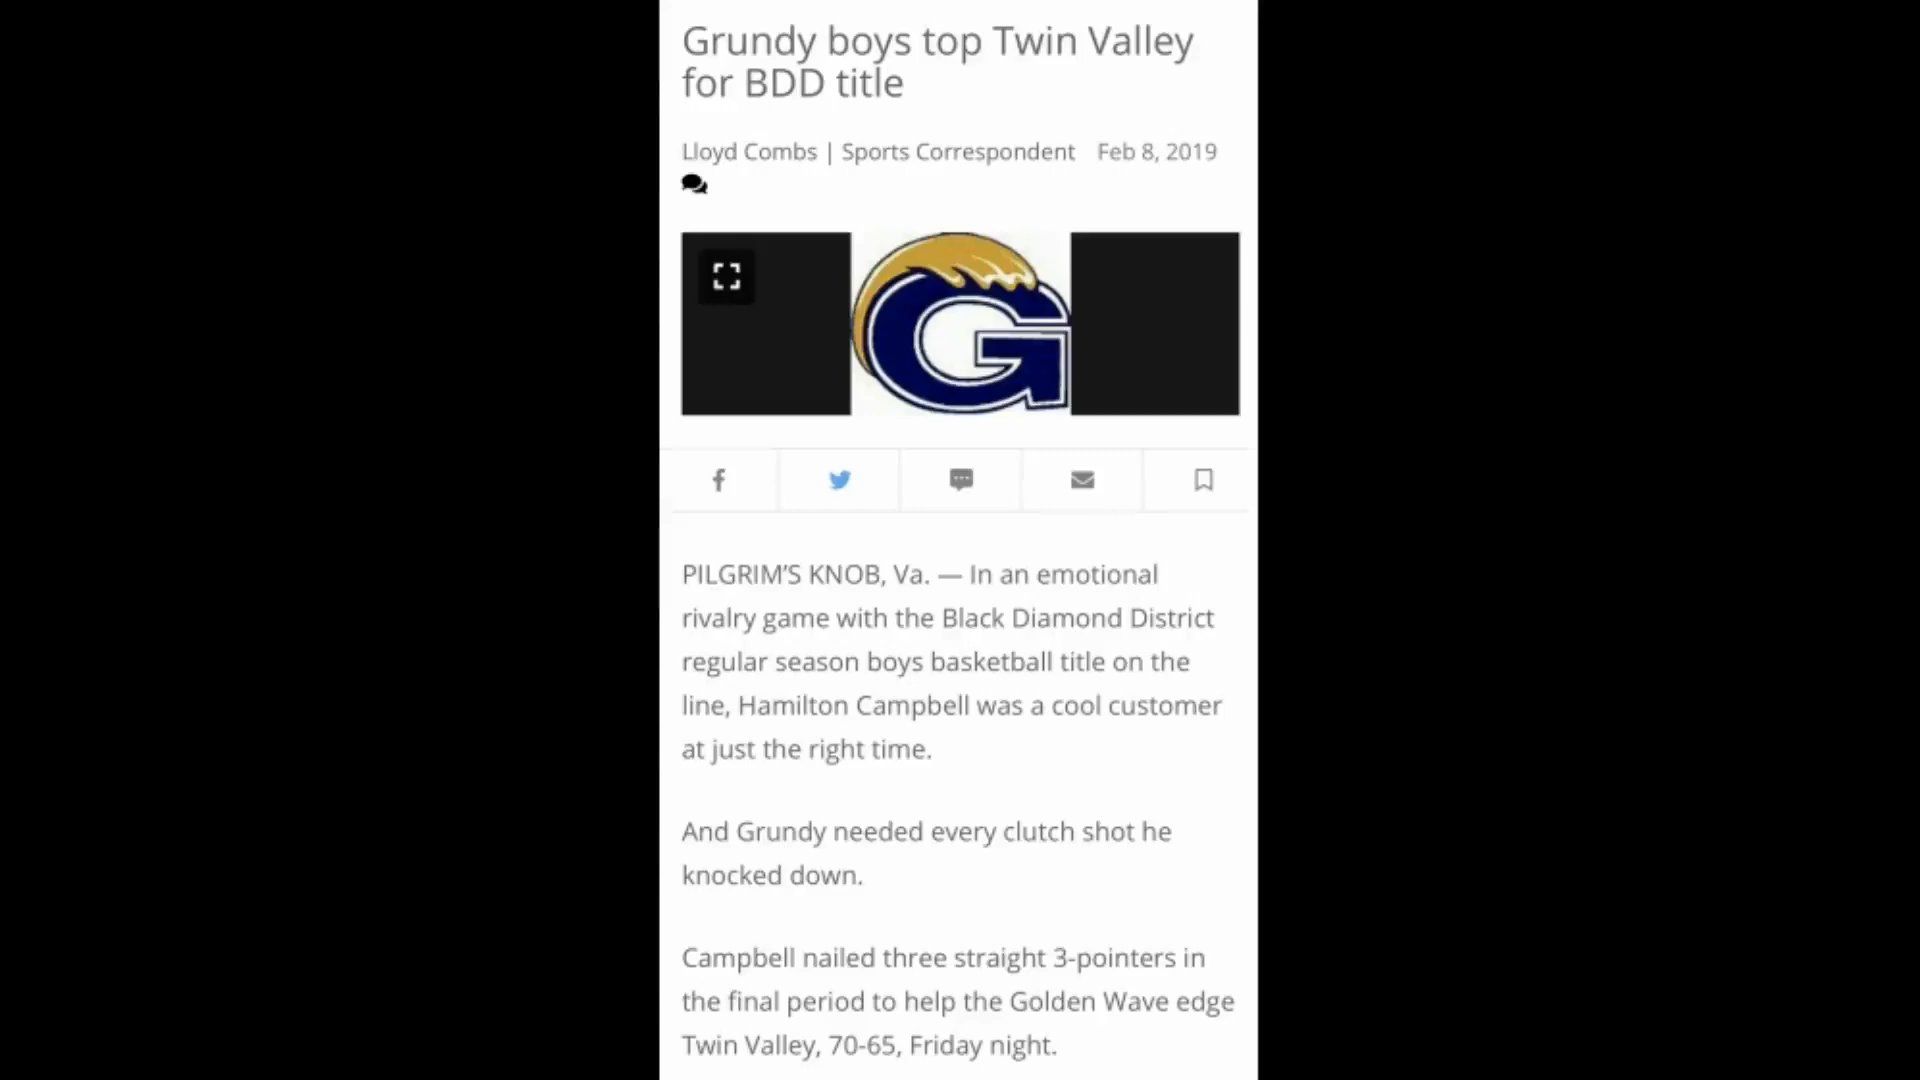 Grundy boys top Twin Valley
for BDD title
Lloyd Combs | Sports Correspondent Feb 8, 2019
G
f
PILGRIM’S KNOB, Va. — In an emotional
rivalry game with the Black Diamond District
regular season boys basketball title on the
line, Hamilton Campbell was a cool customer
at just the right time.
And Grundy needed every clutch shot he
knocked down.
Campbell nailed three straight 3-pointers in
the final period to help the Golden Wave edge
Twin Valley, 70-65, Friday night.